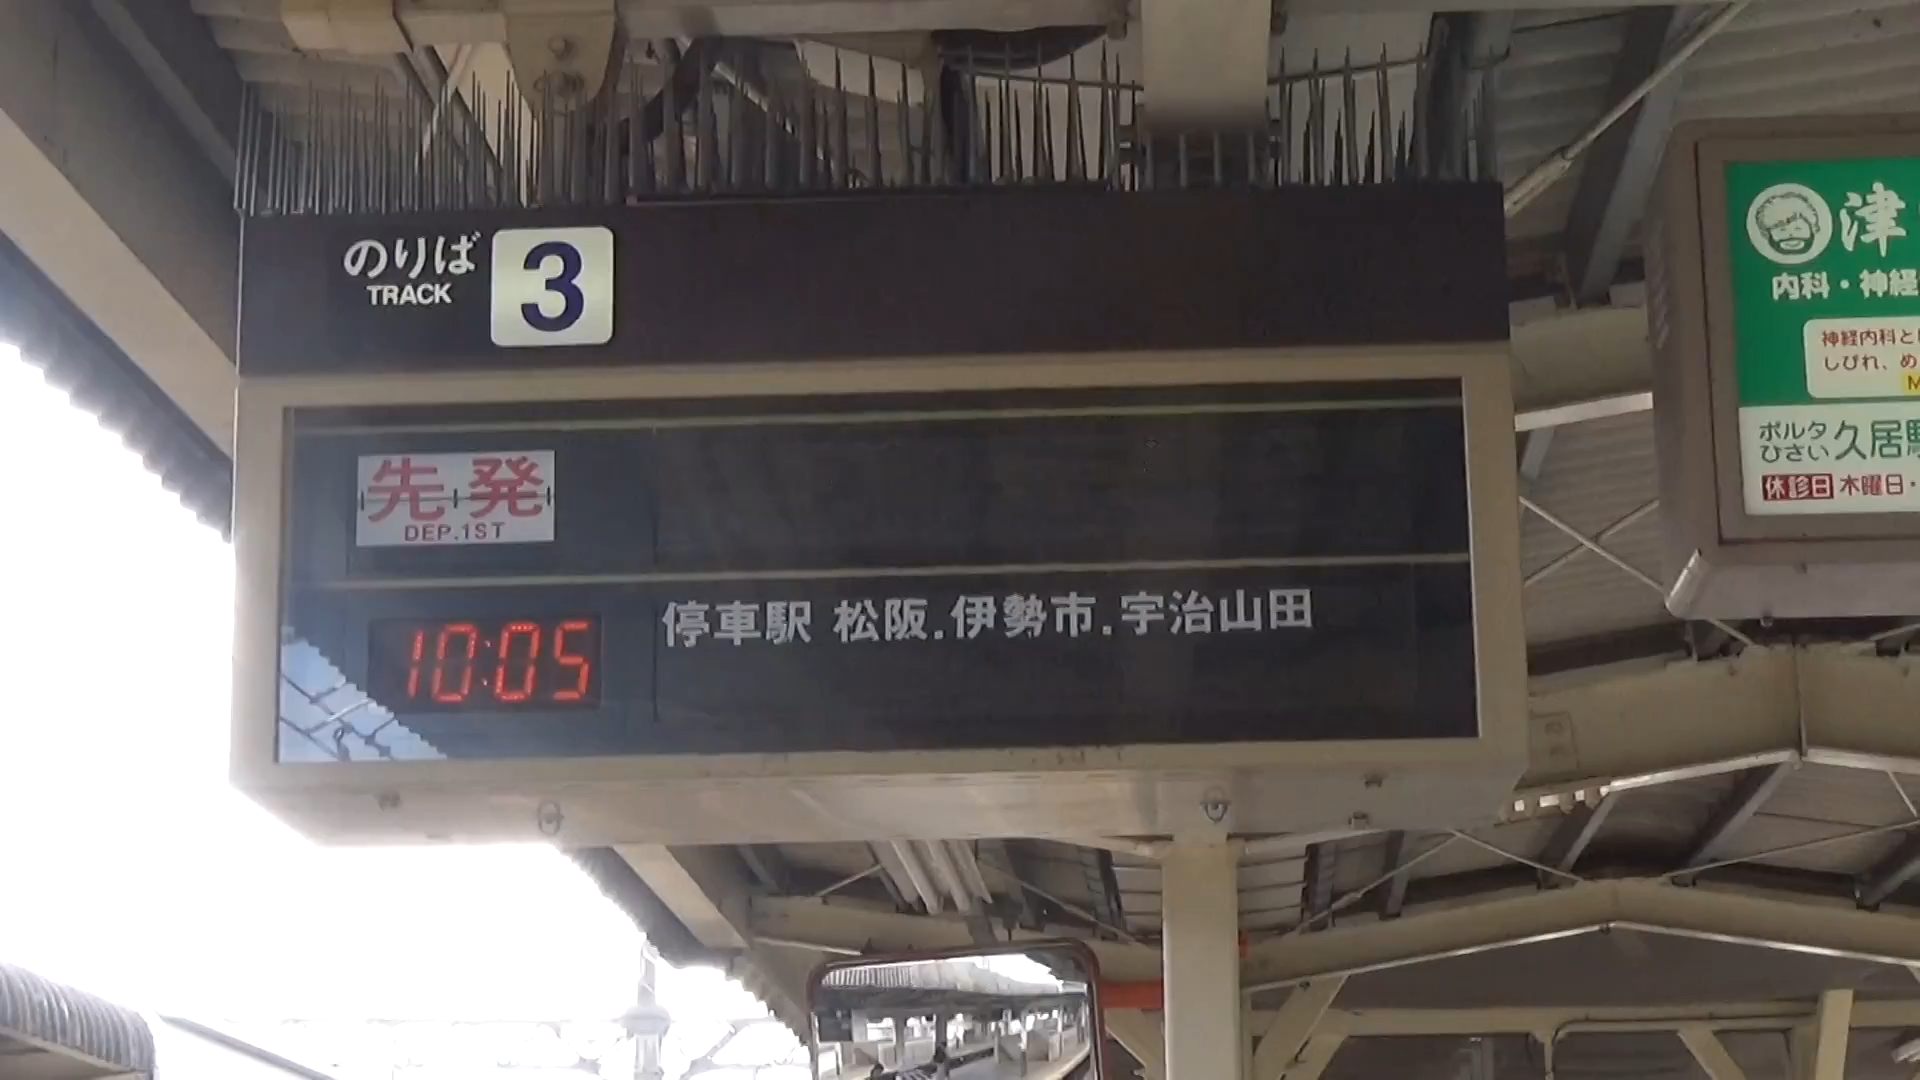 のりば
TRACK
3
先発
DEP.1ST
10:05
停車駅 松阪.伊勢市.宇治山田
津
内科・神経
神経内科と
しびれ、め
M
ポルタ
ひさい
久居駅
休診日 木曜日・